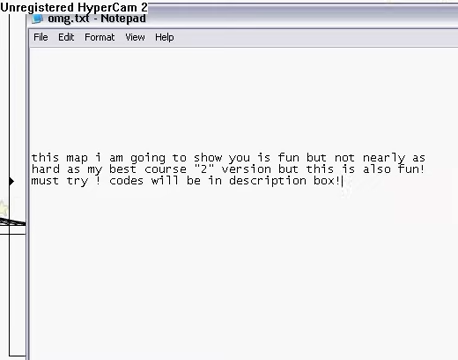 Unregistered HyperCam 2
omg.txt - Notepad
File Edit Format View Help
this map i am going to show you is fun but not nearly as
hard as my best course "2" version but this is also fun!
must try ! codes will be in description box!